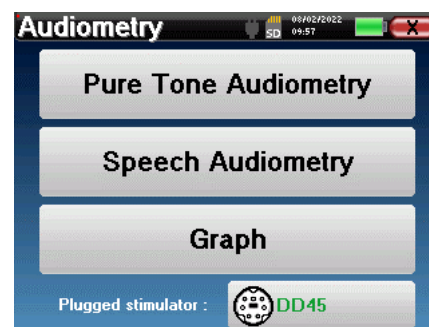 Audiometry
SD
08/02/2022
09:57
X
Pure Tone Audiometry
Speech Audiometry
Graph
Plugged stimulator : DD45